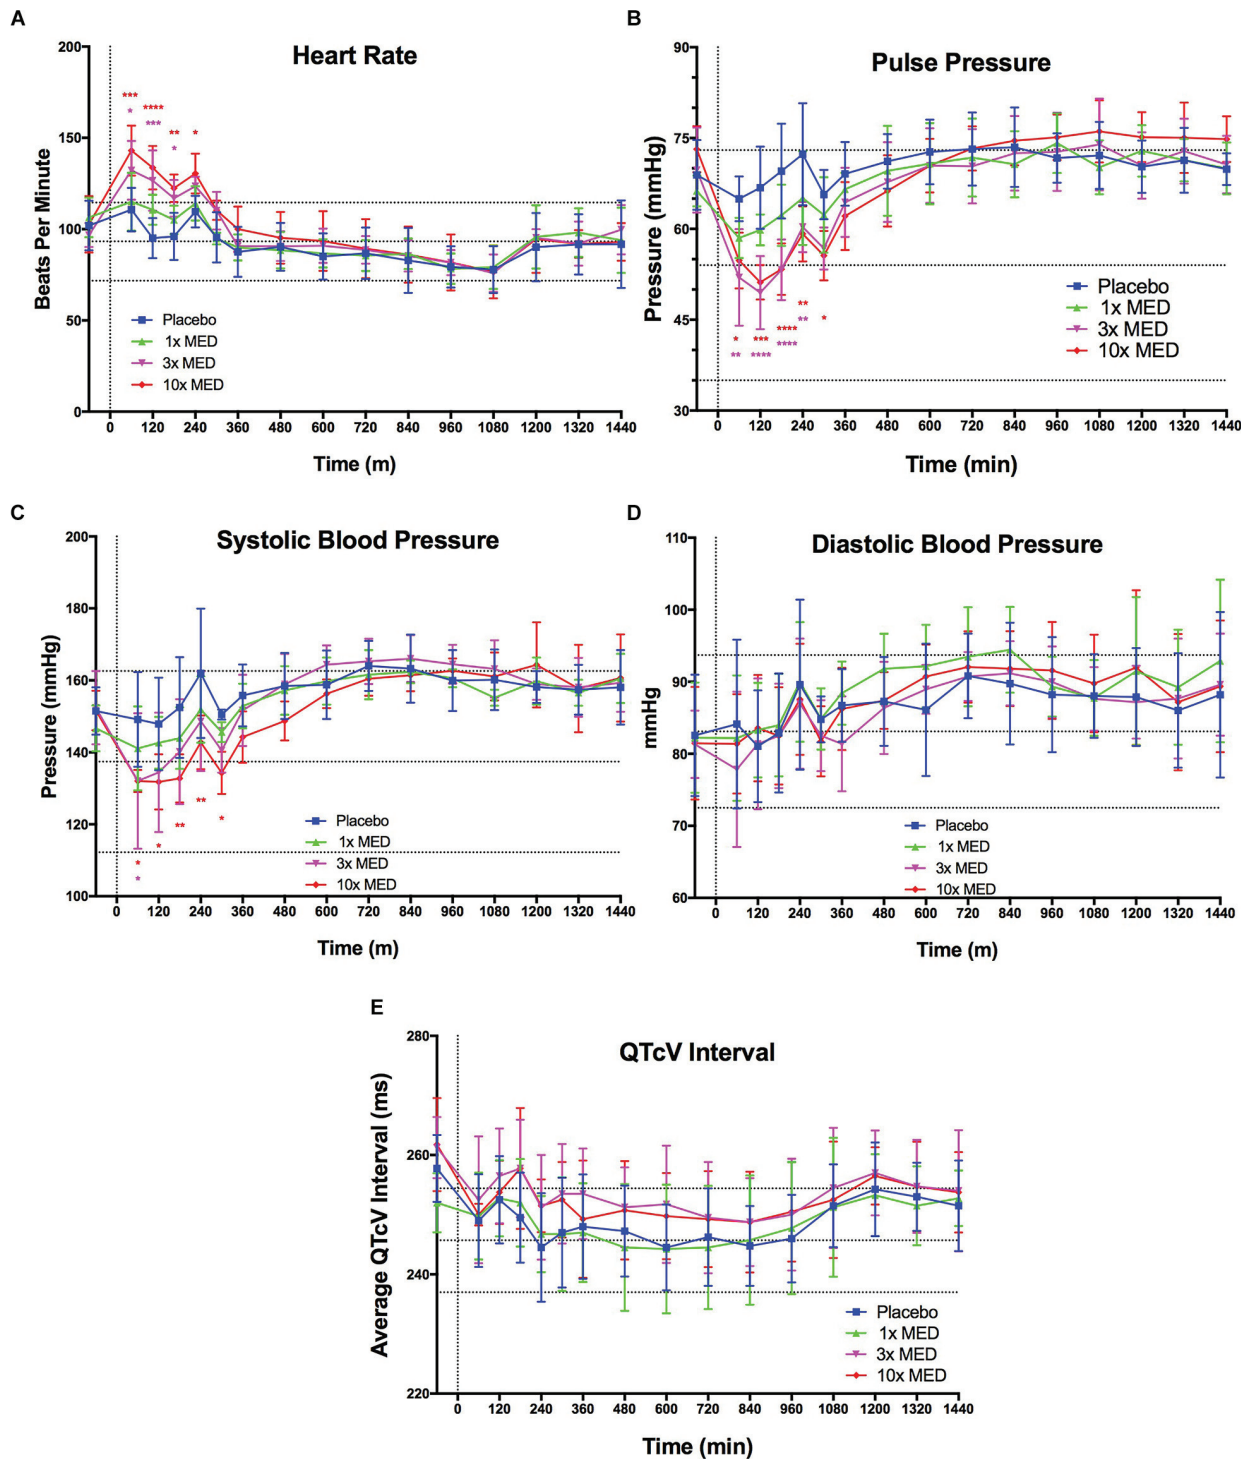 A
Heart Rate
200
150
100
50
0
Beats Per Minute
***
*
****
***
**
*
*
Placebo
1x MED
3x MED
10x MED
0 120 240 360 480 600 720 840 960 1080 1200 1320 1440
Time (m)
B
Pulse Pressure
90
75
60
45
30
Pressure (mmHg)
*
**
***
****
****
****
**
**
*
Placebo
1x MED
3x MED
10x MED
0 120 240 360 480 600 720 840 960 1080 1200 1320 1440
Time (min)
C
Systolic Blood Pressure
200
180
160
140
120
100
Pressure (mmHg)
*
*
*
**
**
*
Placebo
1x MED
3x MED
10x MED
0 120 240 360 480 600 720 840 960 1080 1200 1320 1440
Time (m)
D
Diastolic Blood Pressure
110
100
90
80
70
60
mmHg
Placebo
1x MED
3x MED
10x MED
0 120 240 360 480 600 720 840 960 1080 1200 1320 1440
Time (m)
E
QTcV Interval
280
260
240
220
Average QTcV Interval (ms)
Placebo
1x MED
3x MED
10x MED
0 120 240 360 480 600 720 840 960 1080 1200 1320 1440
Time (min)